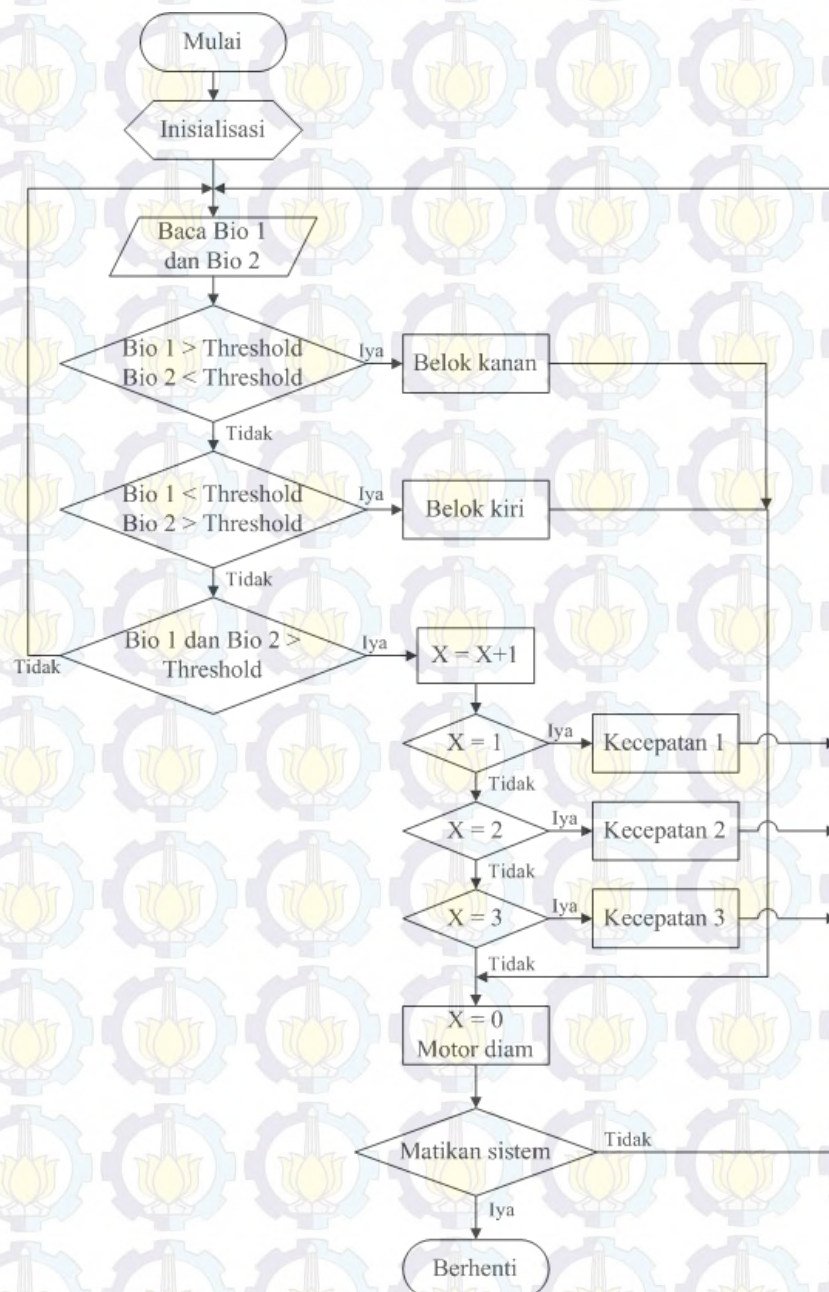 Mulai
Inisialisasi
Baca Bio 1
dan Bio 2
Bio 1 > Threshold
Bio 2 < Threshold
Iya
Belok kanan
Tidak
Bio 1 < Threshold
Bio 2 > Threshold
Iya
Belok kiri
Tidak
Bio 1 dan Bio 2 >
Threshold
Tidak
Iya
X = X+1
X = 1
Iya
Kecepatan 1
Tidak
X = 2
Iya
Kecepatan 2
Tidak
X = 3
Iya
Kecepatan 3
Tidak
X = 0
Motor diam
Matikan sistem
Tidak
Iya
Berhenti